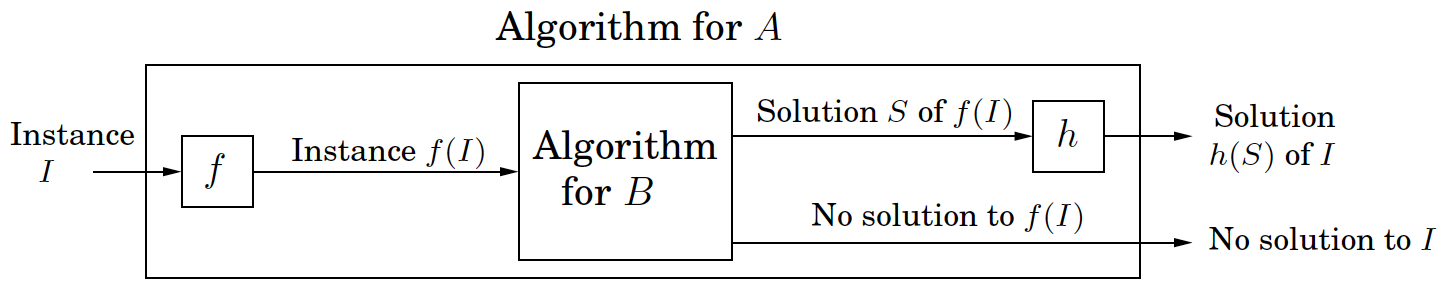 Algorithm for A
Instance
I
f
Instance f(I)
Algorithm
for B
Solution S of f(I)
h
Solution
h(S) of I
No solution to f(I)
No solution to I